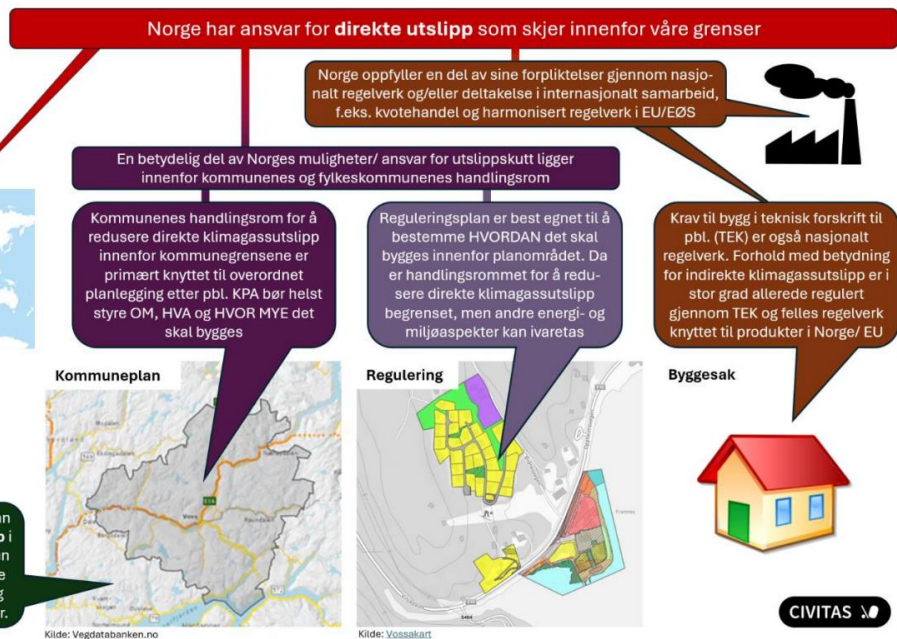 Norge har ansvar for direkte utslipp som skjer innenfor våre grenser
Norge oppfyller en del av sine forpliktelser gjennom nasjo-
nalt regelverk og/eller deltakelse i internasjonalt samarbeid,
f.eks. kvotehandel og harmonisert regelverk i EU/EØS
En betydelig del av Norges muligheter/ ansvar for utslippskutt ligger
innenfor kommunenes og fylkeskommunenes handlingsrom
Kommunenes handlingsrom for å
redusere direkte klimagassutslipp
innenfor kommunegrensene er
primært knyttet til overordnet
planlegging etter pbl. KPA bør helst
styre OM, HVA og HVOR MYE det
skal bygges
Reguleringsplan er best egnet til å
bestemme HVORDAN det skal
bygges innenfor planområdet. Da
er handlingsrommet for å redu-
sere direkte klimagassutslipp
begrenset, men andre energi- og
miljøaspekter kan ivaretas
Krav til bygg i teknisk forskrift til
pbl. (TEK) er også nasjonalt
regelverk. Forhold med betydning
for indirekte klimagassutslipp er i
stor grad allerede regulert
gjennom TEK og felles regelverk
knyttet til produkter i Norge/ EU
Kommuneplan
Regulering
Byggesak
Voss
E16
Kilde: Vegdatabanken.no
Kilde: Vossakart
CIVITAS